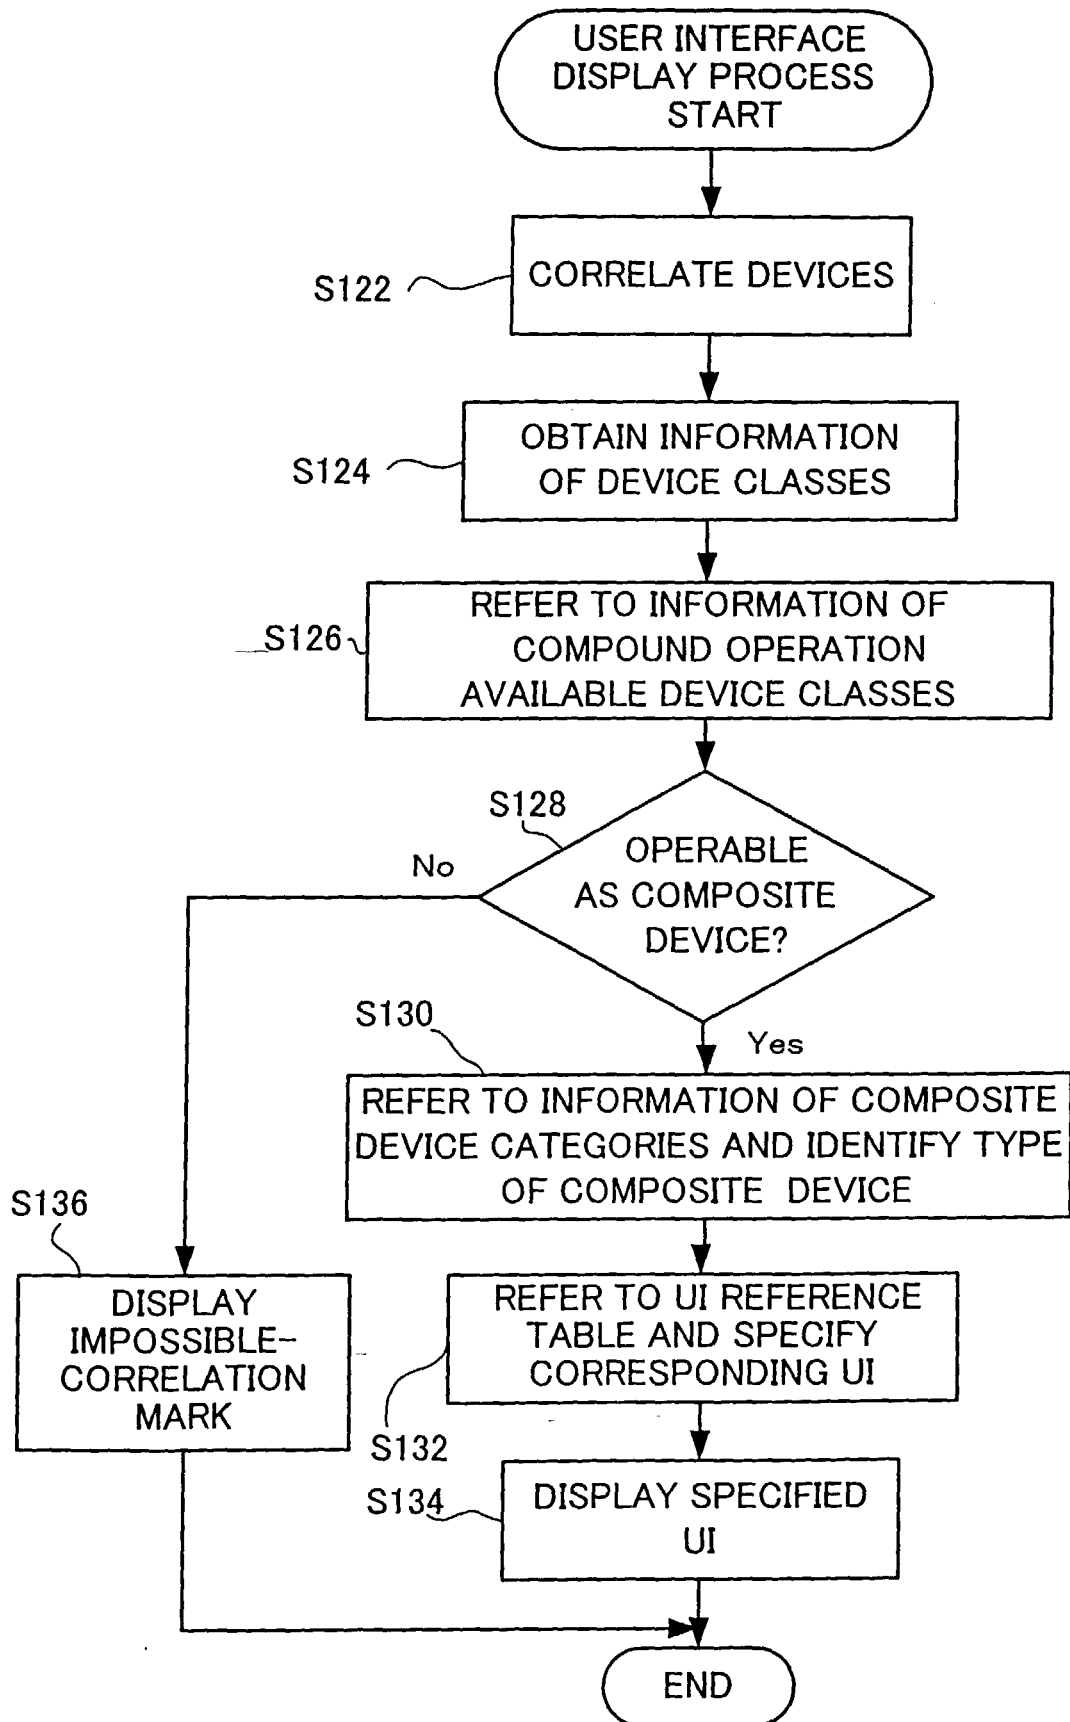 USER INTERFACE
DISPLAY PROCESS
START
S122
CORRELATE DEVICES
S124
OBTAIN INFORMATION
OF DEVICE CLASSES
S126
REFER TO INFORMATION OF
COMPOUND OPERATION
AVAILABLE DEVICE CLASSES
S128
No
OPERABLE
AS COMPOSITE
DEVICE?
S130
Yes
REFER TO INFORMATION OF COMPOSITE
DEVICE CATEGORIES AND IDENTIFY TYPE
OF COMPOSITE DEVICE
S136
DISPLAY
IMPOSSIBLE-
CORRELATION
MARK
REFER TO UI REFERENCE
TABLE AND SPECIFY
CORRESPONDING UI
S132
S134
DISPLAY SPECIFIED
UI
END